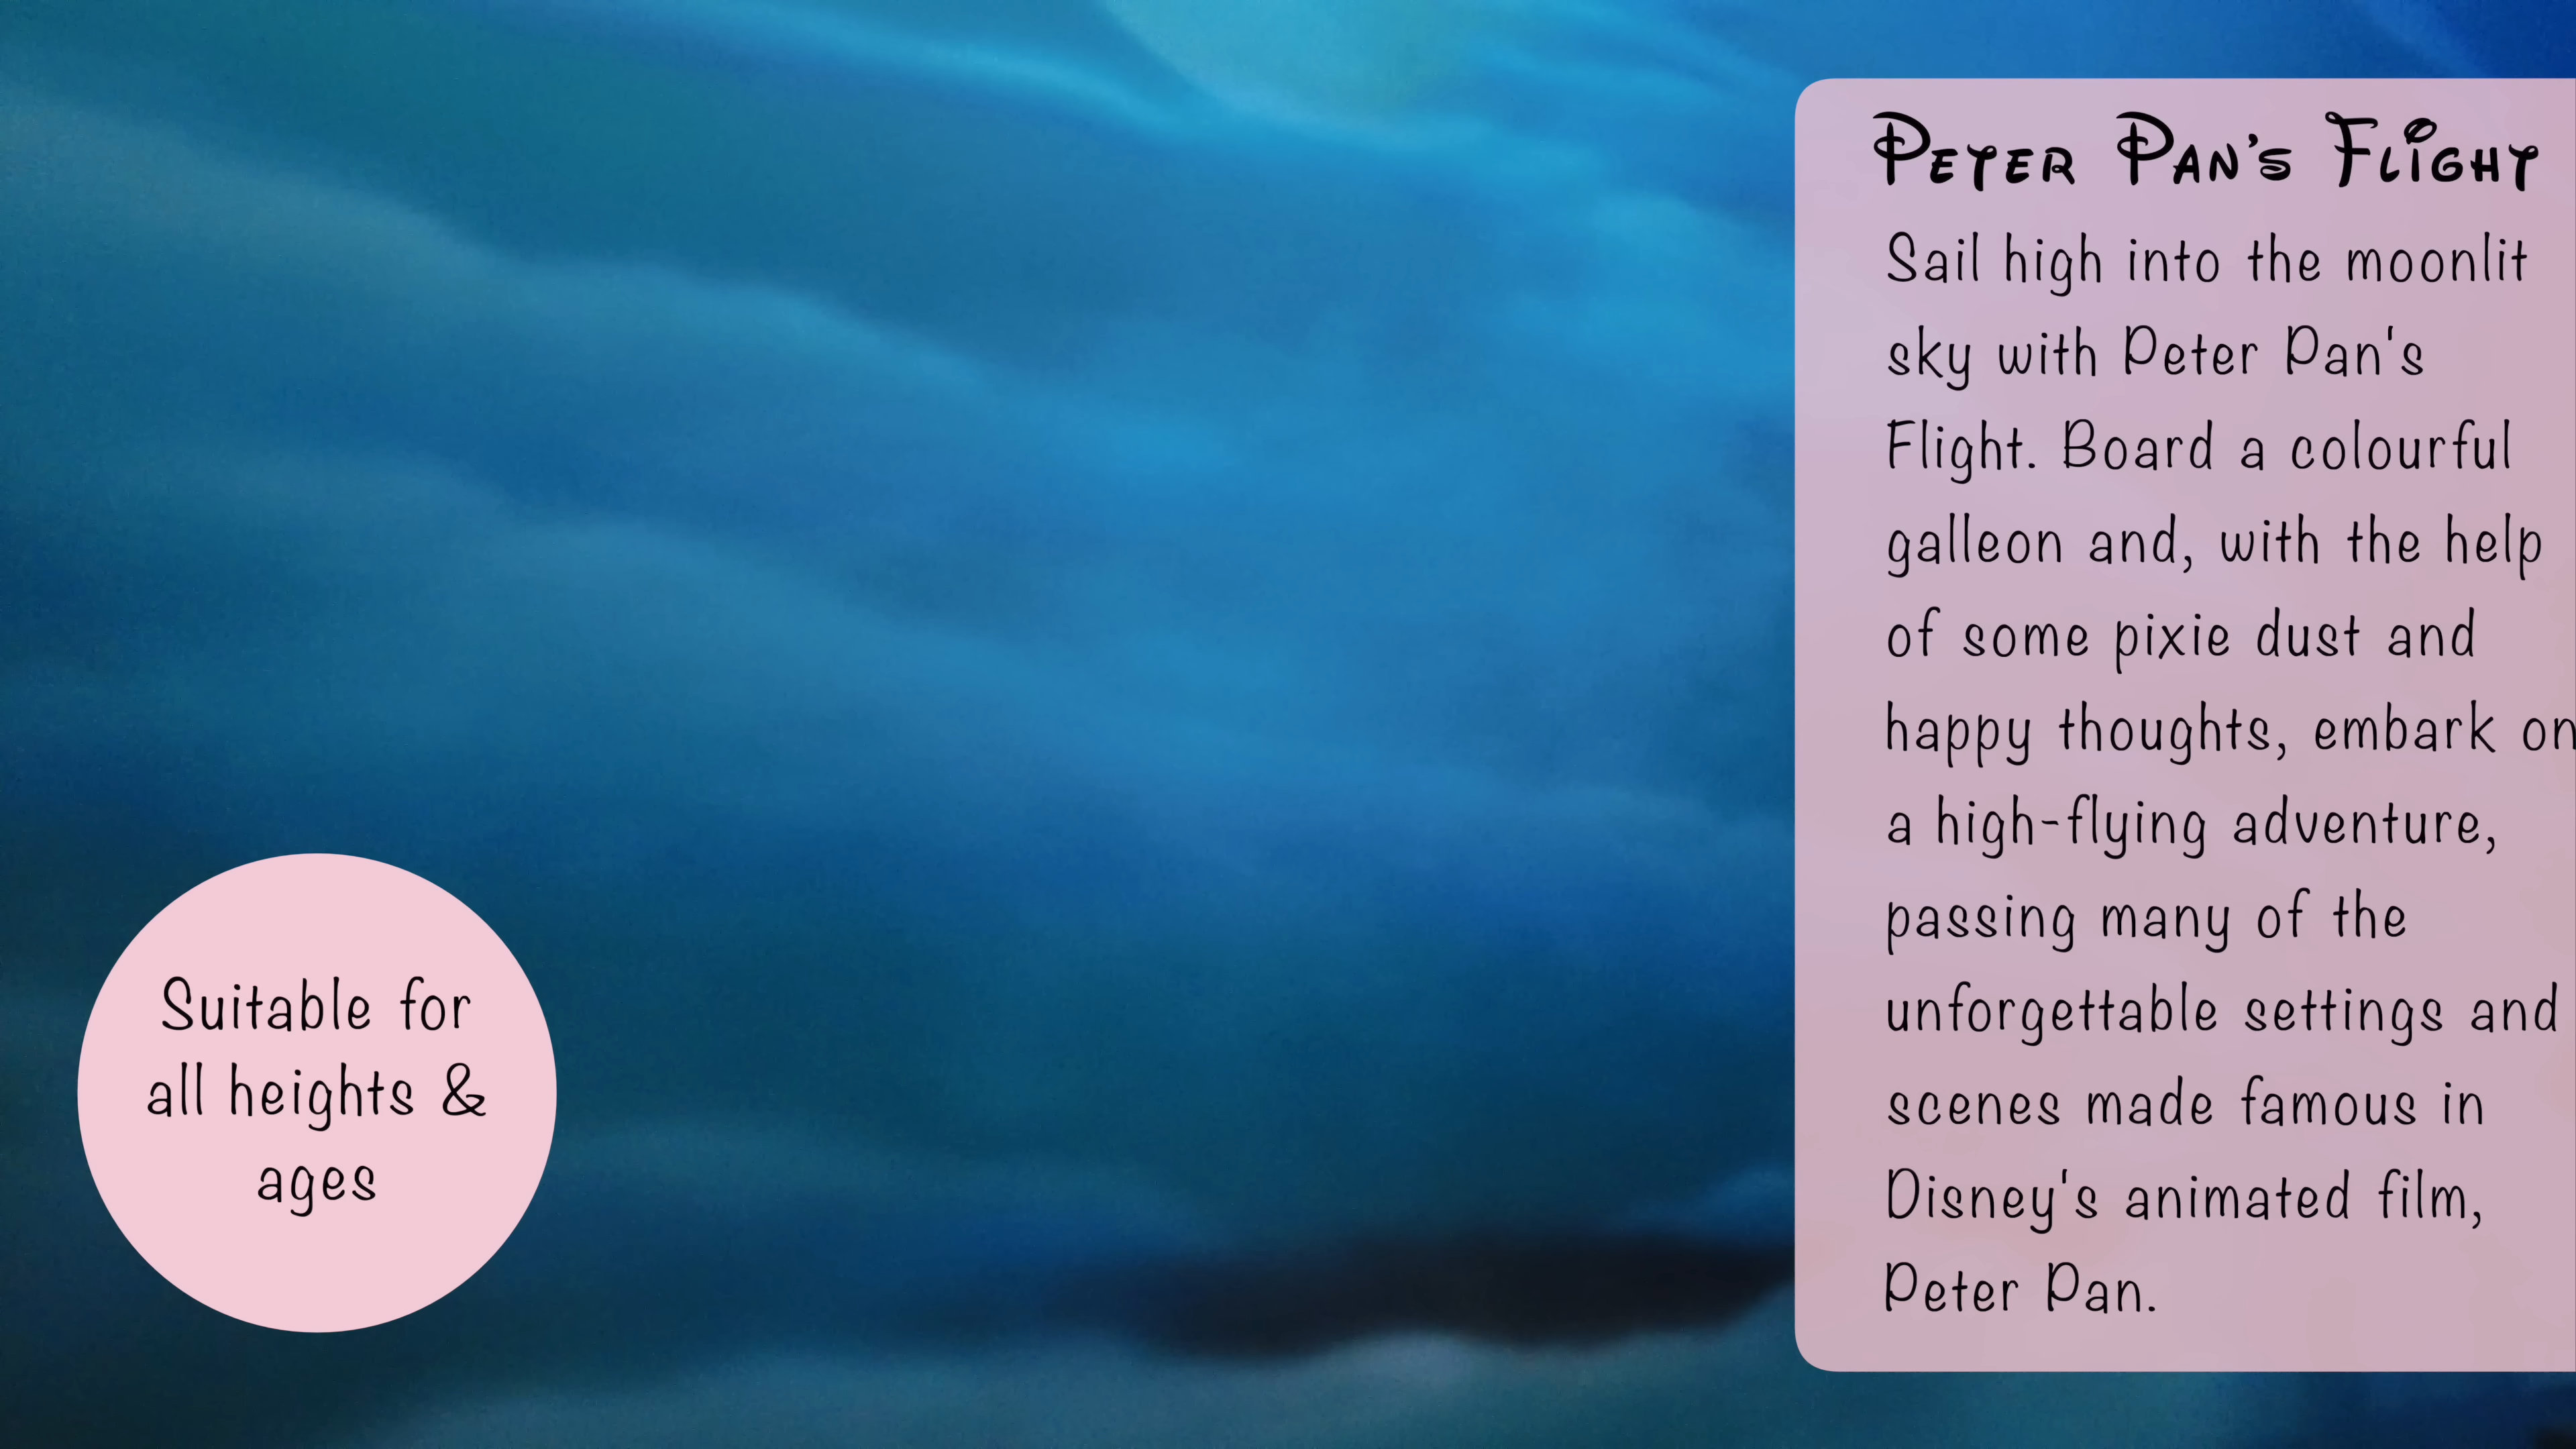 Peter Pan's Flight
Sail high into the moonlit
sky with Peter Pan's
Flight. Board a colourful
galleon and, with the help
of some pixie dust and
happy thoughts, embark on
a high-flying adventure,
passing many of the
unforgettable settings and
scenes made famous in
Disney's animated film,
Peter Pan.
Suitable for
all heights &
ages